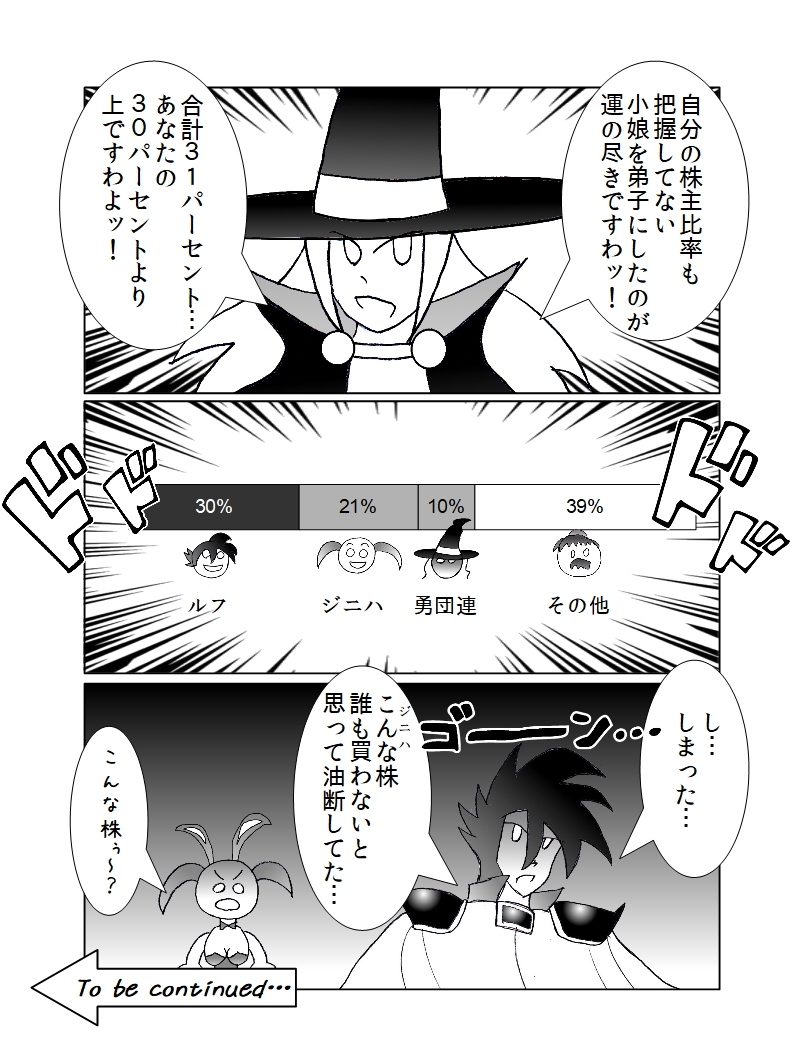 自分の株主比率も
把握してない
小娘を弟子にしたのが
運の尽きですわッ!
合計31パーセント…
あなたの
30パーセントより
上ですわよッ!
ドド
ドド
30%
21%
10%
39%
ルフ
ジニハ
勇団連
その他
し…
しまった…
ゴーーン…
ジニハ
こんな株
誰も買わないと
思って油断してた…
こんな株ぅ~?
To be continued…